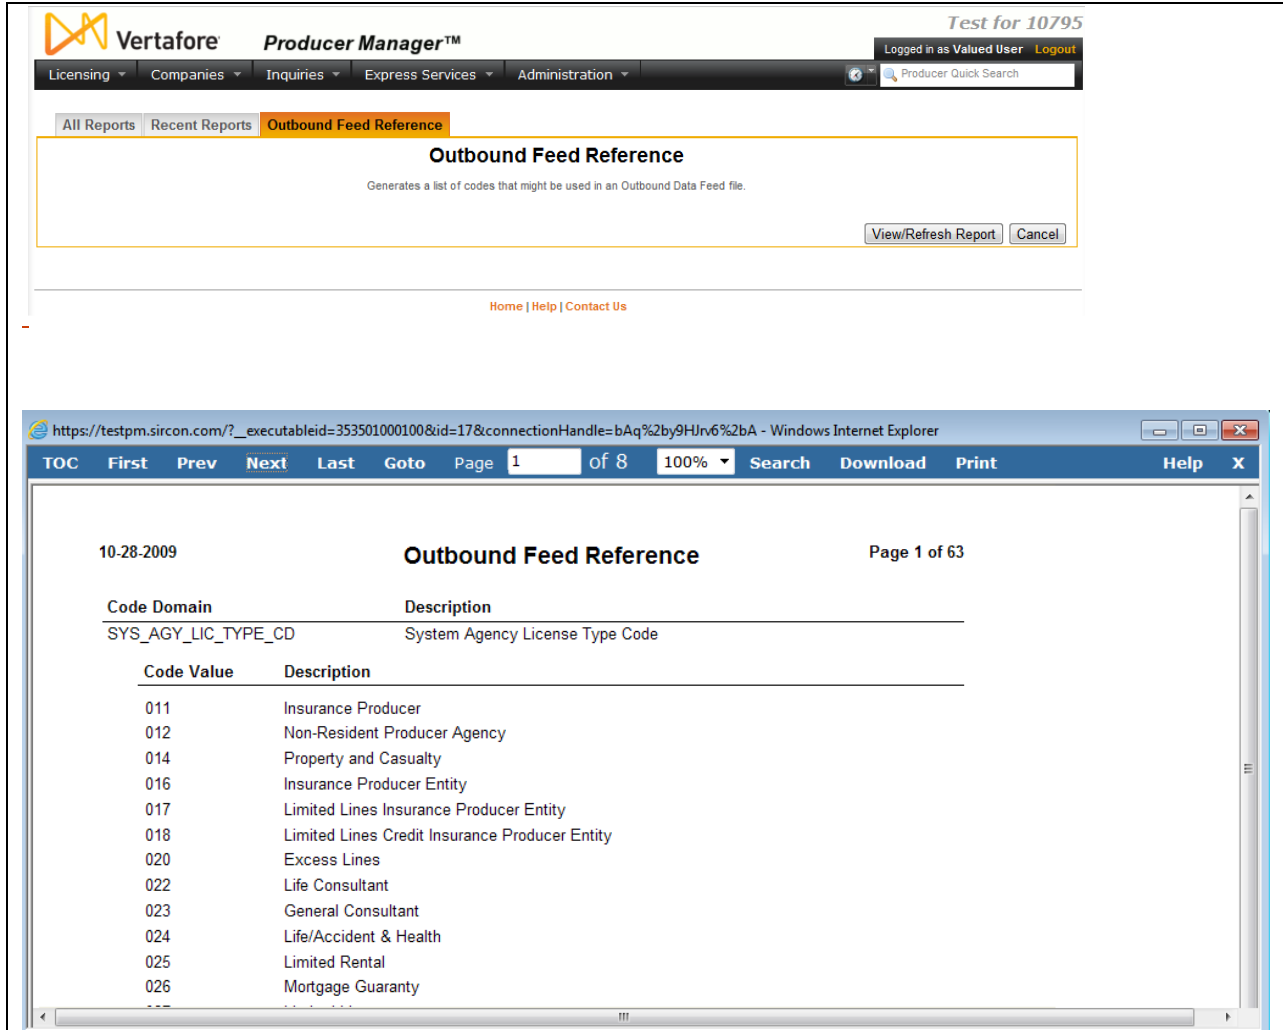 Test for 10795
Vertafore Producer Manager™
Logged in as Valued User Logout
Licensing Companies Inquiries Express Services Administration Producer Quick Search
All Reports Recent Reports Outbound Feed Reference
Outbound Feed Reference
Generates a list of codes that might be used in an Outbound Data Feed file.
View/Refresh Report Cancel
Home | Help | Contact Us
https://testpm.sircon.com/?__executableid=353501000100&id=17&connectionHandle=bAq%2by9HJrv6%2bA - Windows Internet Explorer
TOC First Prev Next Last Goto Page 1 of 8 100% Search Download Print Help X
10-28-2009 Outbound Feed Reference Page 1 of 63
Code Domain Description
SYS_AGY_LIC_TYPE_CD System Agency License Type Code
Code Value Description
011 Insurance Producer
012 Non-Resident Producer Agency
014 Property and Casualty
016 Insurance Producer Entity
017 Limited Lines Insurance Producer Entity
018 Limited Lines Credit Insurance Producer Entity
020 Excess Lines
022 Life Consultant
023 General Consultant
024 Life/Accident & Health
025 Limited Rental
026 Mortgage Guaranty